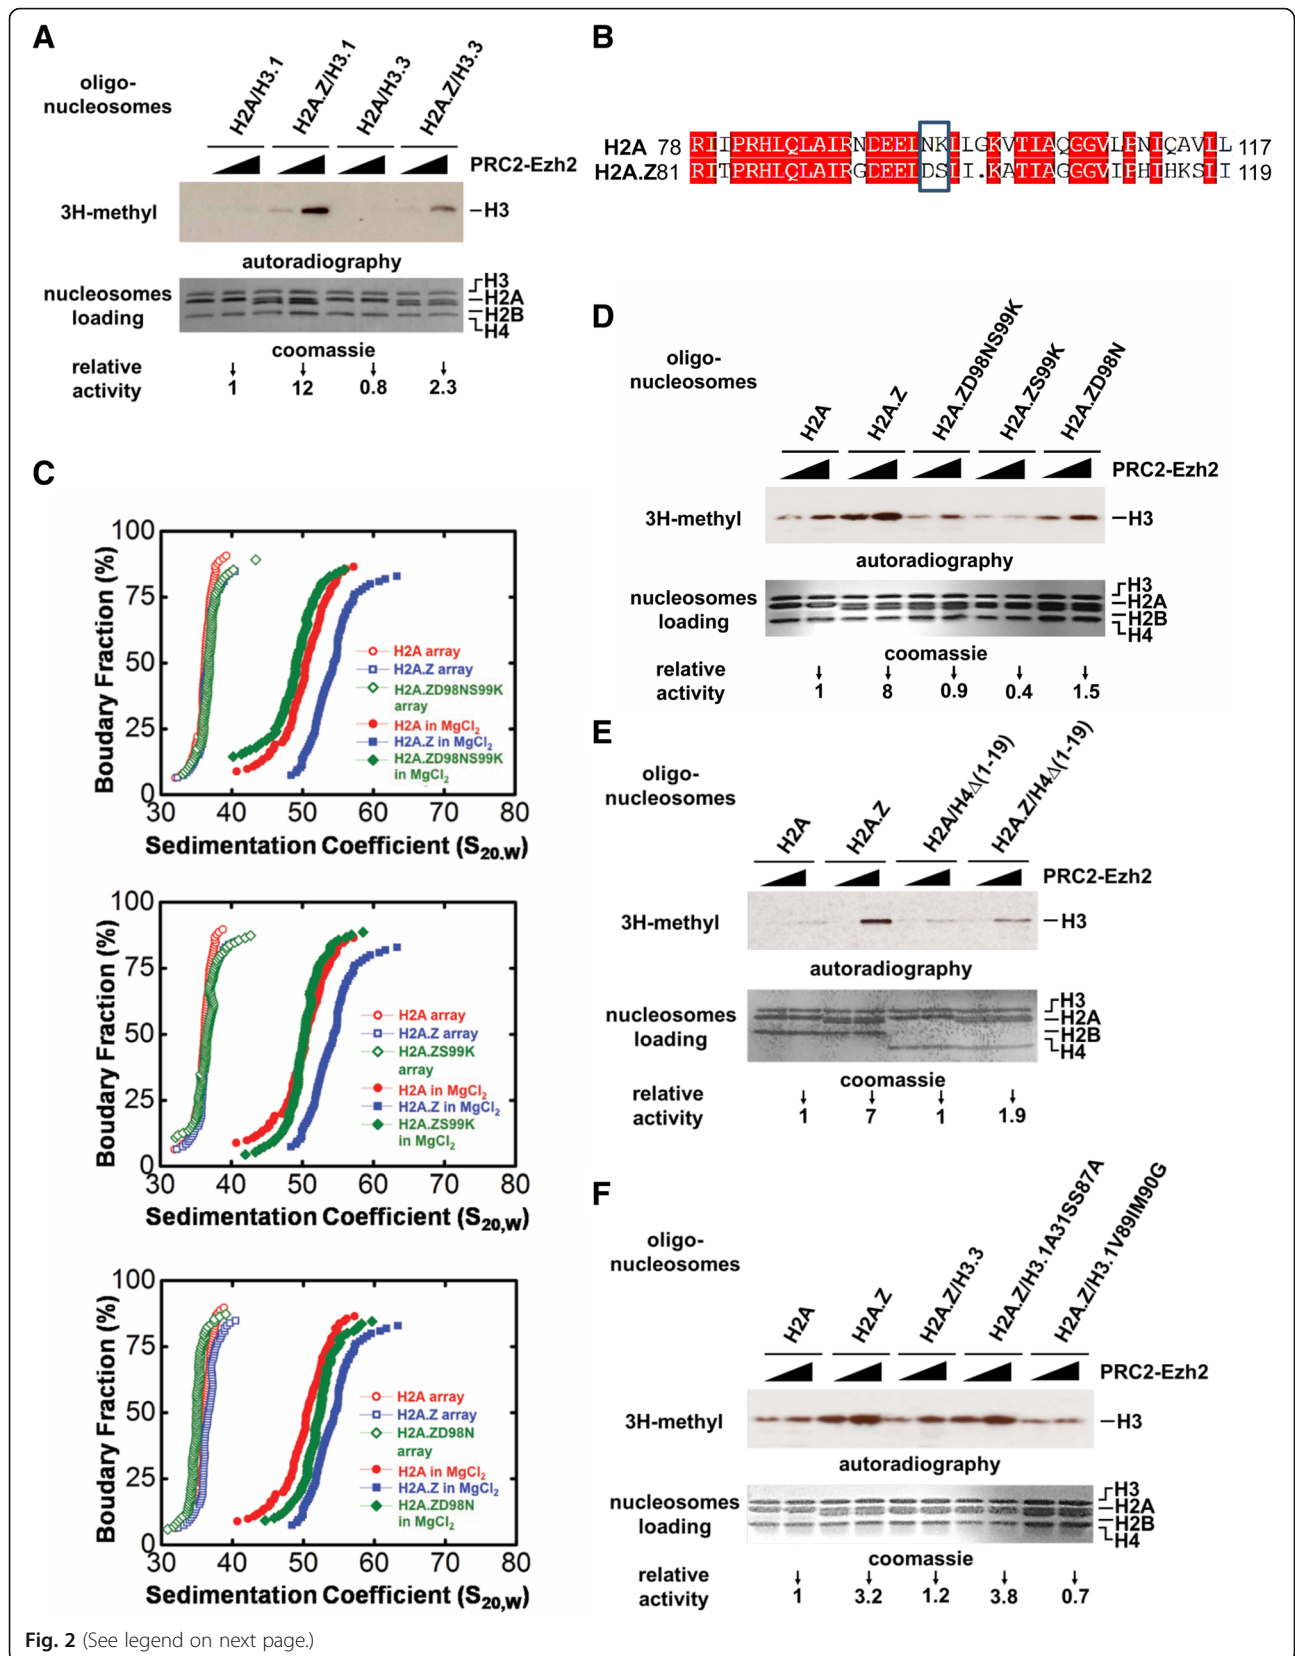 A
oligo-
nucleosomes
H2A/H3.1
H2A.Z/H3.1
H2A/H3.3
H2A.Z/H3.3
PRC2-Ezh2
3H-methyl
H3
autoradiography
nucleosomes
loading
H3
H2A
H2B
H4
coomassie
relative
activity
1 12 0.8 2.3
B
H2A 78 RIIPRHLQLAIRNDEELNKLLGKVTIAQGGVLPNIQAVLL 117
H2A.Z81 RITPRHLQLAIRGDEELDSLI.KATIAGGGVIPHIHKSLI 119
C
100
75
50
25
0
30 40 50 60 70 80
Boudary Fraction (%)
Sedimentation Coefficient (S20.W)
H2A array
H2A.Z array
H2A.ZD98NS99K
array
H2A in MgCl2
H2A.Z in MgCl2
H2A.ZD98NS99K
in MgCl2
100
75
50
25
0
30 40 50 60 70 80
Boudary Fraction (%)
Sedimentation Coefficient (S20,W)
H2A array
H2A.Z array
H2A.ZS99K
array
H2A in MgCl2
H2A.Z in MgCl2
H2A.ZS99K
in MgCl2
100
75
50
25
0
30 40 50 60 70 80
Boudary Fraction (%)
Sedimentation Coefficient (S20,W)
H2A array
H2A.Z array
H2A.ZD98N
array
H2A in MgCl2
H2A.Z in MgCl2
H2A.ZD98N
in MgCl2
D
oligo-
nucleosomes
H2A
H2A.Z
H2A.ZD98NS99K
H2A.ZS99K
H2A.ZD98N
PRC2-Ezh2
3H-methyl
H3
autoradiography
nucleosomes
loading
H3
H2A
H2B
H4
coomassie
relative
activity
1 8 0.9 0.4 1.5
E
oligo-
nucleosomes
H2A
H2A.Z
H2A/H4Δ(1-19)
H2A.Z/H4Δ(1-19)
PRC2-Ezh2
3H-methyl
H3
autoradiography
nucleosomes
loading
H3
H2A
H2B
H4
coomassie
relative
activity
1 7 1 1.9
F
oligo-
nucleosomes
H2A
H2A.Z
H2A.Z/H3.3
H2A.Z/H3.1A31SS87A
H2A.Z/H3.1V89IM90G
PRC2-Ezh2
3H-methyl
H3
autoradiography
nucleosomes
loading
H3
H2A
H2B
H4
coomassie
relative
activity
1 3.2 1.2 3.8 0.7
Fig. 2 (See legend on next page.)